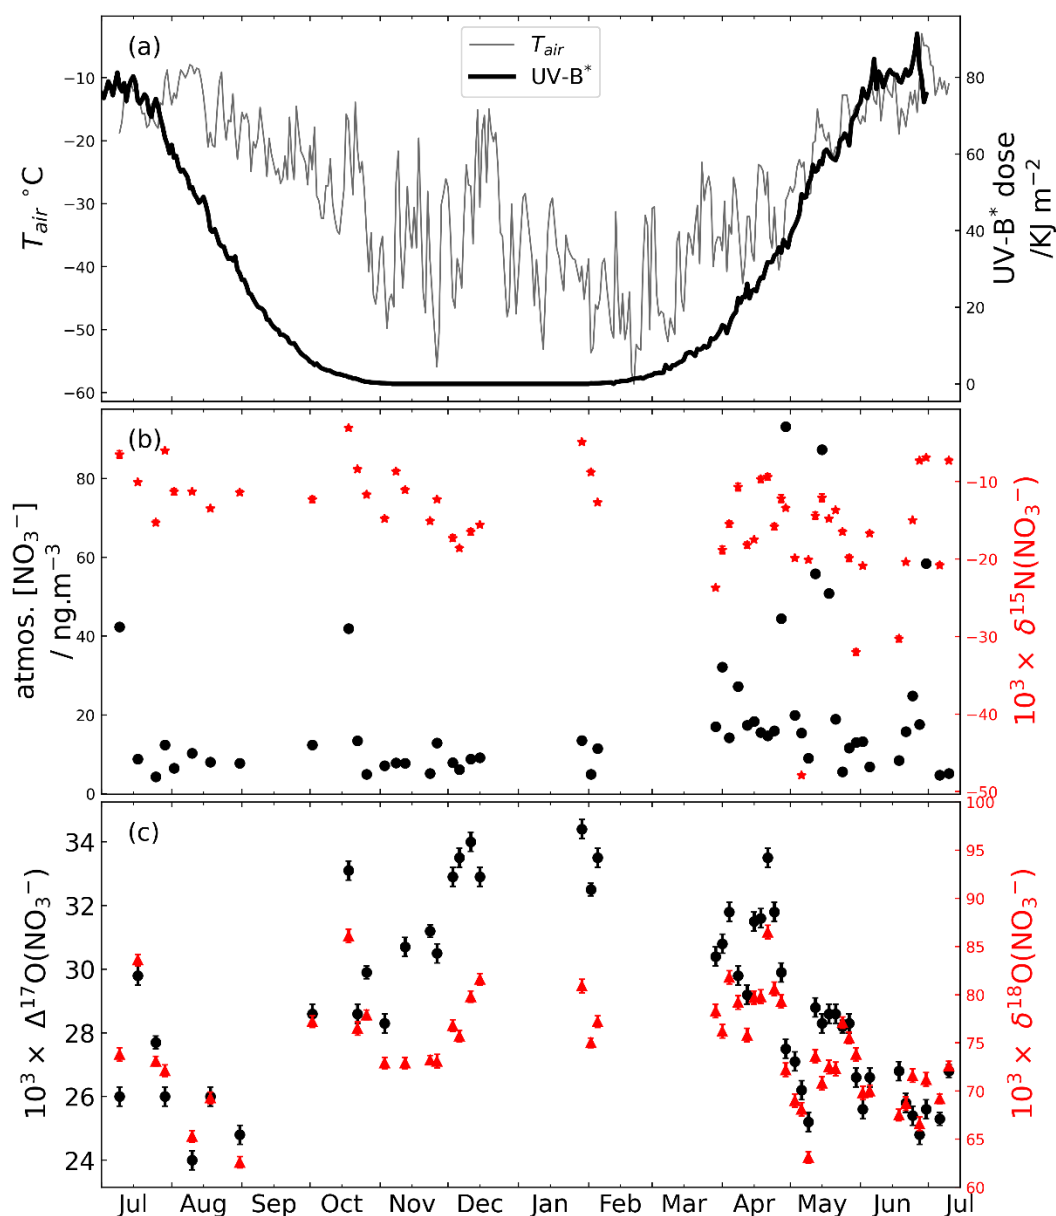 (a)
T_air
UV-B*
−10
−20
−30
−40
−50
−60
T_air °C
80
60
40
20
0
UV-B* dose
/KJ m⁻²
(b)
80
60
40
20
0
atmos. [NO₃⁻]
/ ng.m⁻³
−10
−20
−30
−40
−50
10³ × δ¹⁵N(NO₃⁻)
(c)
34
32
30
28
26
24
10³ × Δ¹⁷O(NO₃⁻)
100
95
90
85
80
75
70
65
60
10³ × δ¹⁸O(NO₃⁻)
Jul Aug Sep Oct Nov Dec Jan Feb Mar Apr May Jun Jul